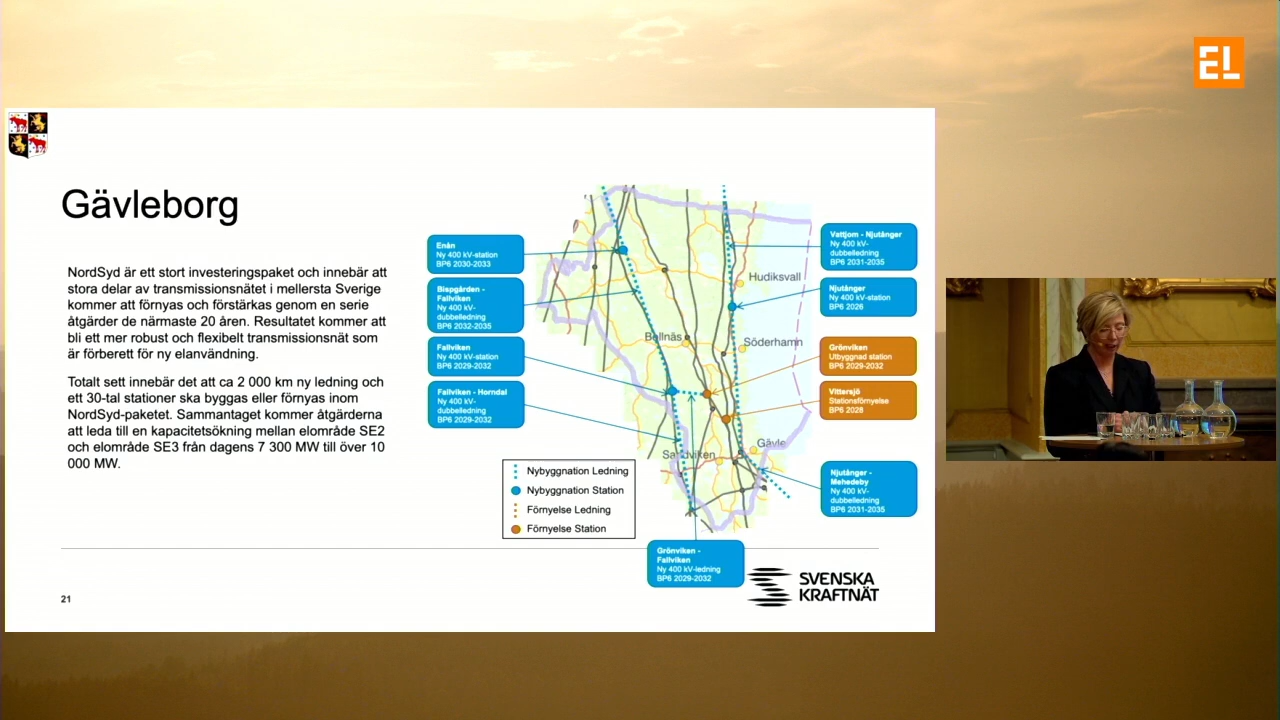 EL
Gävleborg
NordSyd är ett stort investeringspaket och innebär att
stora delar av transmissionsnätet i mellersta Sverige
kommer att förnyas och förstärkas genom en serie
åtgärder de närmaste 20 åren. Resultatet kommer att
bli ett mer robust och flexibelt transmissionsnät som
är förberett för ny elanvändning.
Totalt sett innebär det att ca 2 000 km ny ledning och
ett 30-tal stationer ska byggas eller förnyas inom
NordSyd-paketet. Sammantaget kommer åtgärderna
att leda till en kapacitetsökning mellan elområde SE2
och elområde SE3 från dagens 7 300 MW till över 10
000 MW.
Enån
Ny 400 kV-station
BP6 2030-2033
Bispgården -
Fallviken
Ny 400 kV-
dubbelledning
BP6 2032-2035
Fallviken
Ny 400 kV-station
BP6 2029-2032
Fallviken - Horndal
Ny 400 kV-
dubbelledning
BP6 2029-2032
Hudiksvall
Bollnäs
Söderhamn
Gävle
Sandviken
Vattjom - Njutånger
Ny 400 kV-
dubbelledning
BP6 2031-2035
Njutånger
Ny 400 kV-station
BP6 2026
Grönviken
Utbyggnad station
BP6 2029-2032
Vittersjö
Stationsförnyelse
BP6 2028
Njutånger -
Mehedeby
Ny 400 kV-
dubbelledning
BP6 2031-2035
Nybyggnation Ledning
Nybyggnation Station
Förnyelse Ledning
Förnyelse Station
Grönviken -
Fallviken
Ny 400 kV-ledning
BP6 2029-2032
21
SVENSKA
KRAFTNÄT